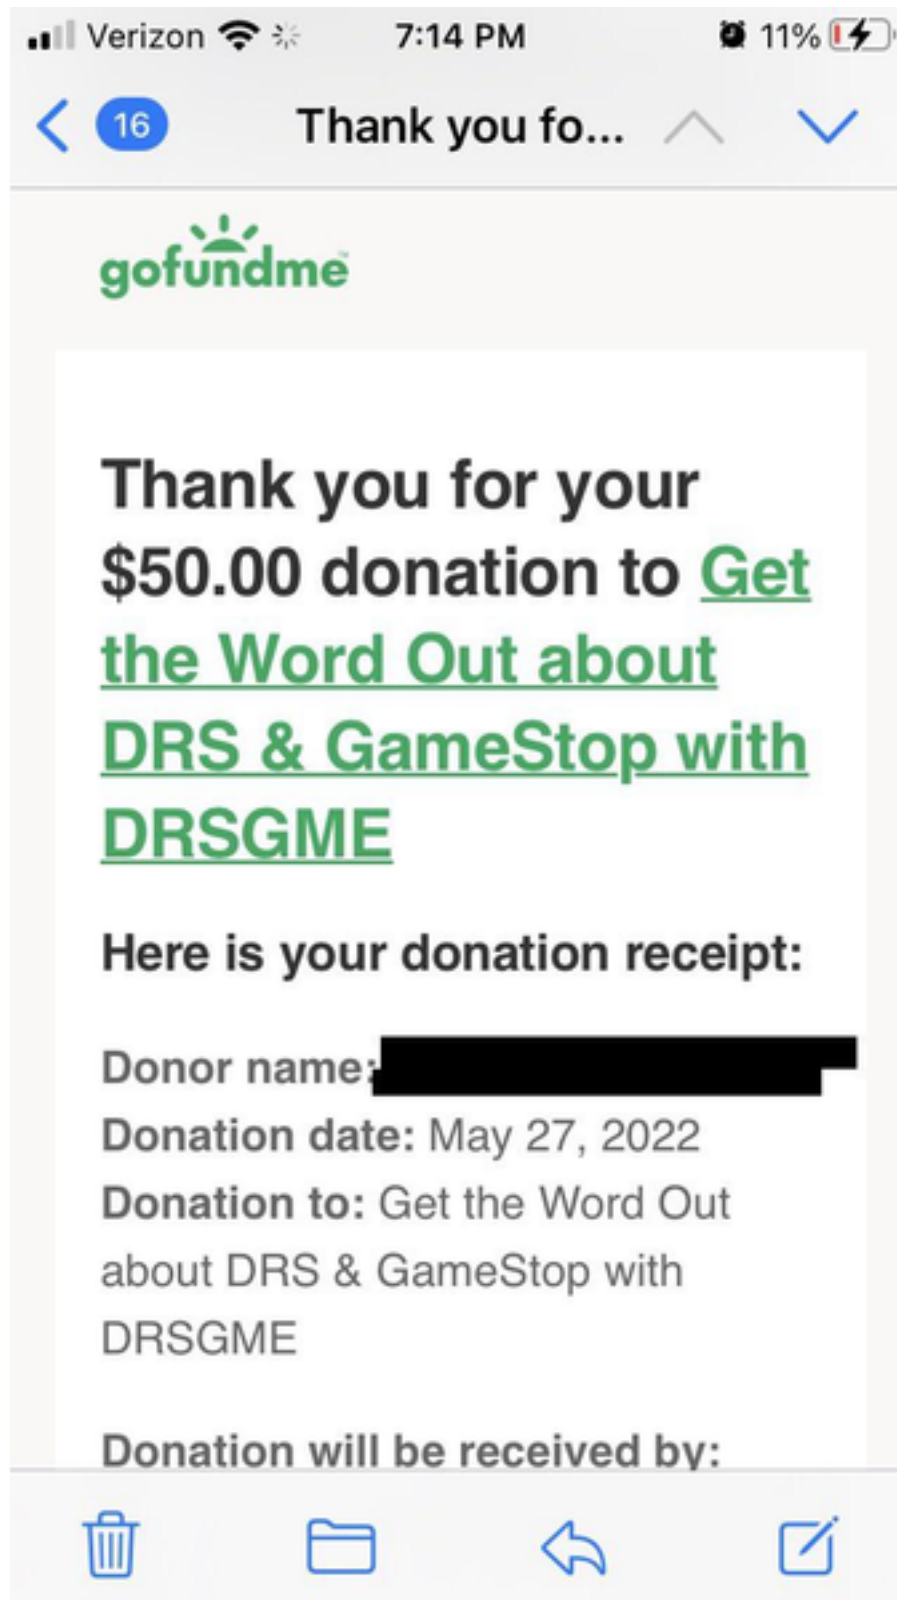 Verizon 7:14 PM 11%
16 Thank you fo...
gofundme
Thank you for your
$50.00 donation to Get
the Word Out about
DRS & GameStop with
DRSGME
Here is your donation receipt:
Donor name:
Donation date: May 27, 2022
Donation to: Get the Word Out
about DRS & GameStop with
DRSGME
Donation will be received by: